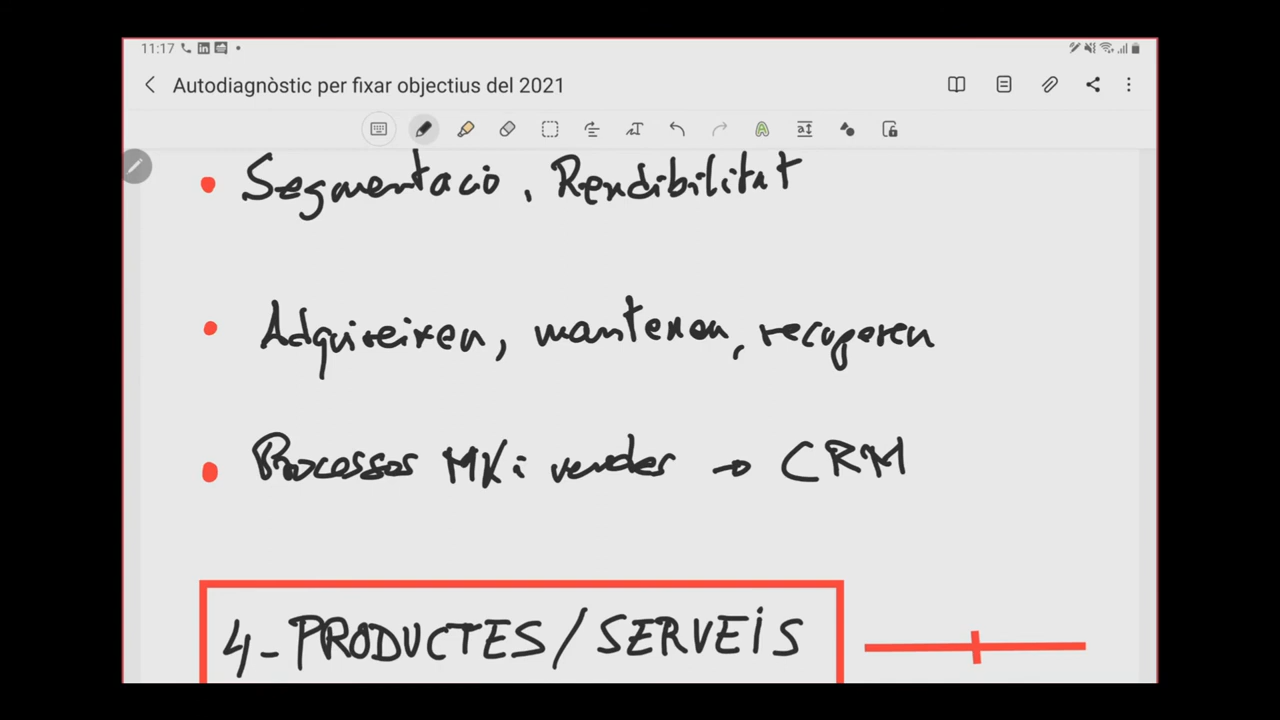 11:17
Autodiagnòstic per fixar objectius del 2021
Segmentació, Rendibilitat
Adquireixen, mantenen, recuperen
Processos MK i vendes → CRM
4- PRODUCTES / SERVEIS